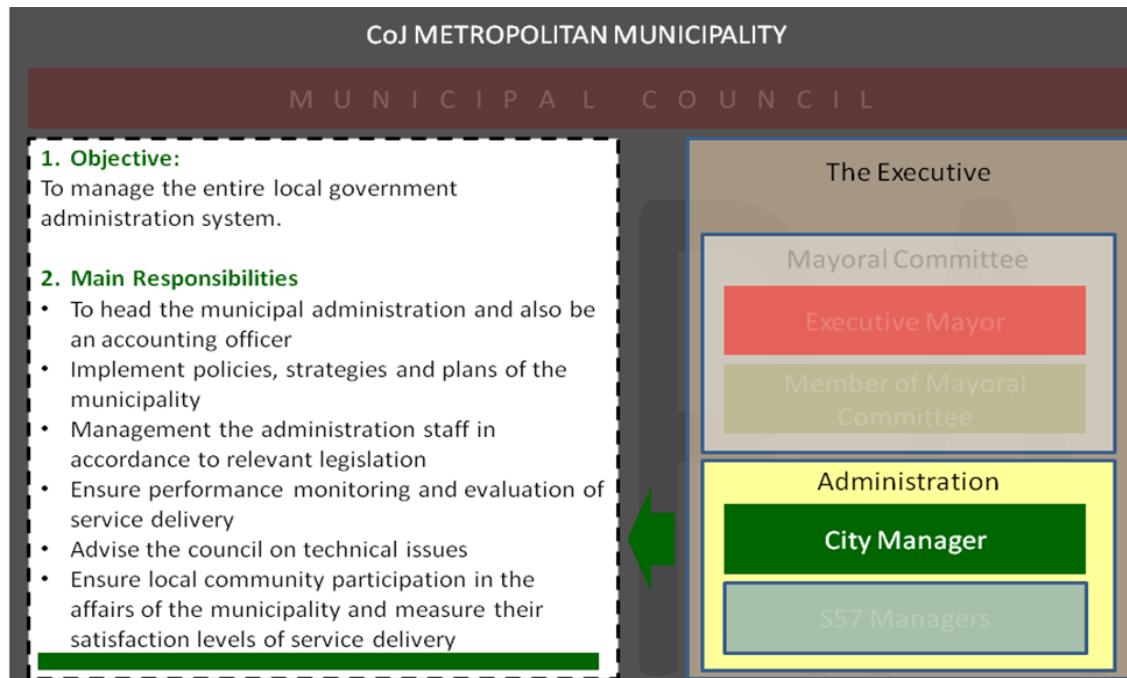 CoJ METROPOLITAN MUNICIPALITY
MUNICIPAL COUNCIL
1. Objective:
To manage the entire local government
administration system.
2. Main Responsibilities
• To head the municipal administration and also be
an accounting officer
• Implement policies, strategies and plans of the
municipality
• Management the administration staff in
accordance to relevant legislation
• Ensure performance monitoring and evaluation of
service delivery
• Advise the council on technical issues
• Ensure local community participation in the
affairs of the municipality and measure their
satisfaction levels of service delivery
The Executive
Mayoral Committee
Executive Mayor
Member of Mayoral
Committee
Administration
City Manager
S57 Managers